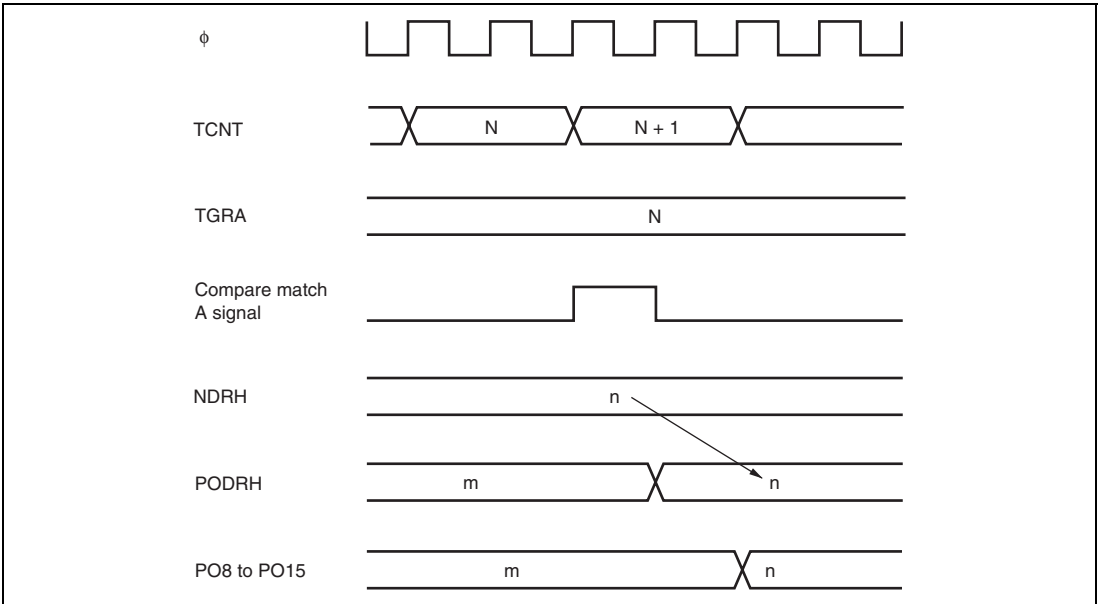 ϕ
TCNT N N + 1
TGRA N
Compare match
A signal
NDRH n
PODRH m n
PO8 to PO15 m n